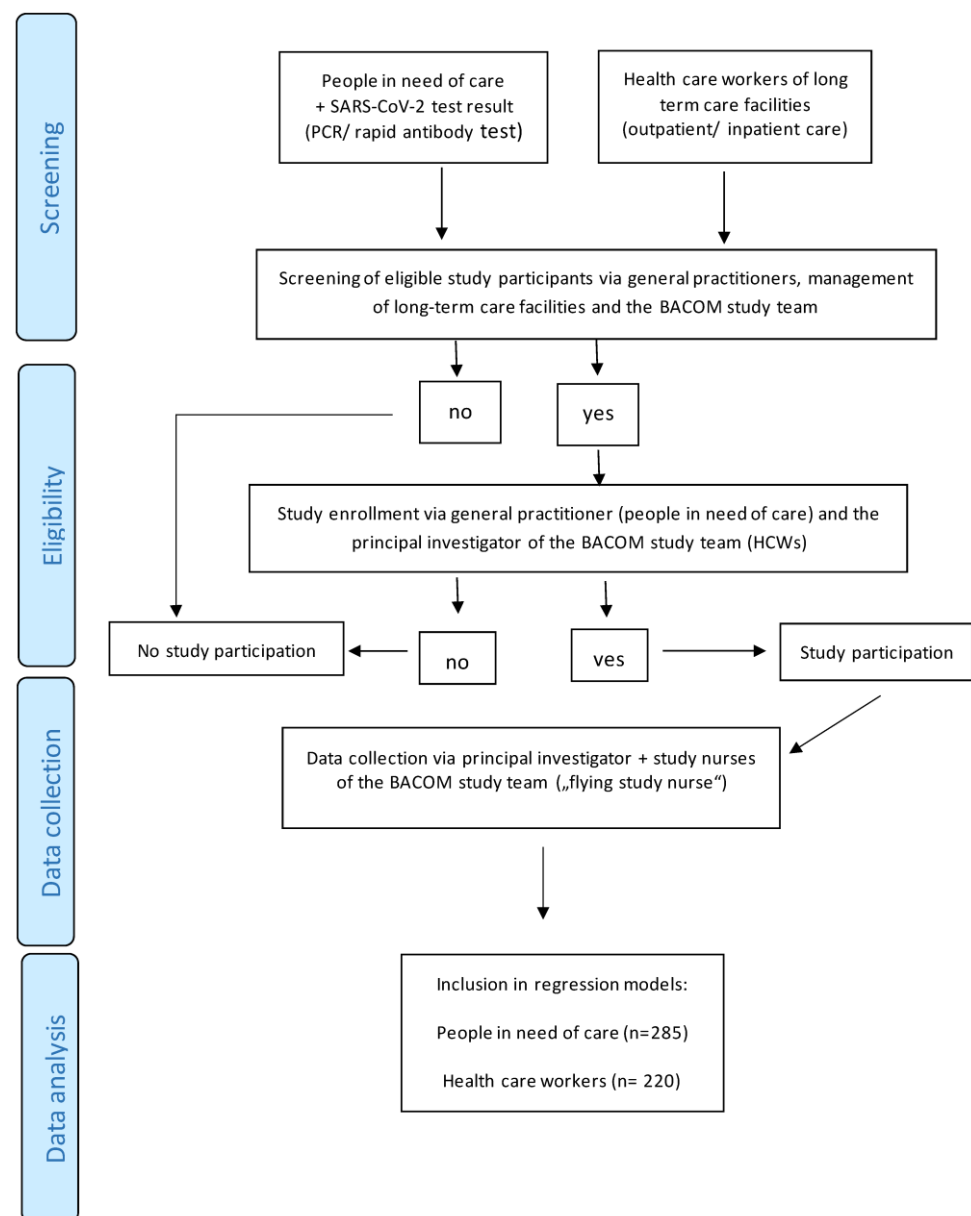 Screening
People in need of care
+ SARS-CoV-2 test result
(PCR/ rapid antibody test)
Health care workers of long
term care facilities
(outpatient/ inpatient care)
Screening of eligible study participants via general practitioners, management
of long-term care facilities and the BACOM study team
Eligibility
no
yes
Study enrollment via general practitioner (people in need of care) and the
principal investigator of the BACOM study team (HCWs)
No study participation
no
ves
Study participation
Data collection
Data collection via principal investigator + study nurses
of the BACOM study team („flying study nurse“)
Data analysis
Inclusion in regression models:
People in need of care (n=285)
Health care workers (n= 220)